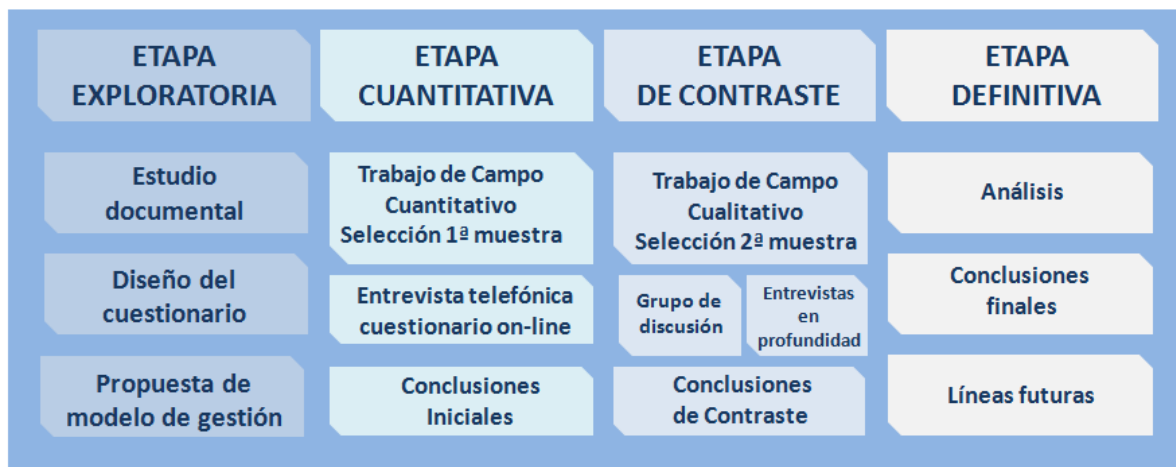 ETAPA
EXPLORATORIA
Estudio
documental
Diseño del
cuestionario
Propuesta de
modelo de gestión
ETAPA
CUANTITATIVA
Trabajo de Campo
Cuantitativo
Selección 1ª muestra
Entrevista telefónica
cuestionario on-line
Conclusiones
Iniciales
ETAPA
DE CONTRASTE
Trabajo de Campo
Cualitativo
Selección 2ª muestra
Grupo de
discusión
Entrevistas
en
profundidad
Conclusiones
de Contraste
ETAPA
DEFINITIVA
Análisis
Conclusiones
finales
Líneas futuras